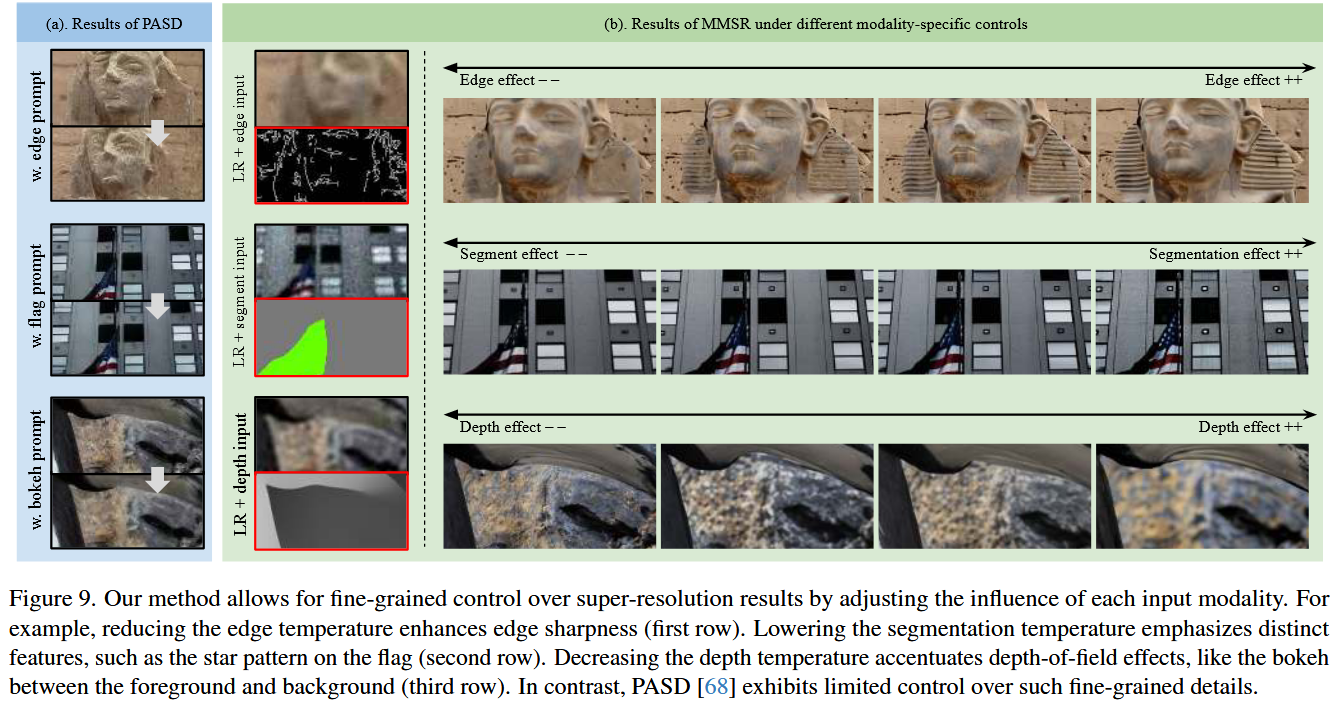 (a). Results of PASD
(b). Results of MMSR under different modality-specific controls
w. edge prompt
LR + edge input
Edge effect – –
Edge effect ++
w. flag prompt
LR + segment input
Segment effect – –
Segmentation effect ++
w. bokeh prompt
LR + depth input
Depth effect – –
Depth effect ++
Figure 9. Our method allows for fine-grained control over super-resolution results by adjusting the influence of each input modality. For
example, reducing the edge temperature enhances edge sharpness (first row). Lowering the segmentation temperature emphasizes distinct
features, such as the star pattern on the flag (second row). Decreasing the depth temperature accentuates depth-of-field effects, like the bokeh
between the foreground and background (third row). In contrast, PASD [68] exhibits limited control over such fine-grained details.